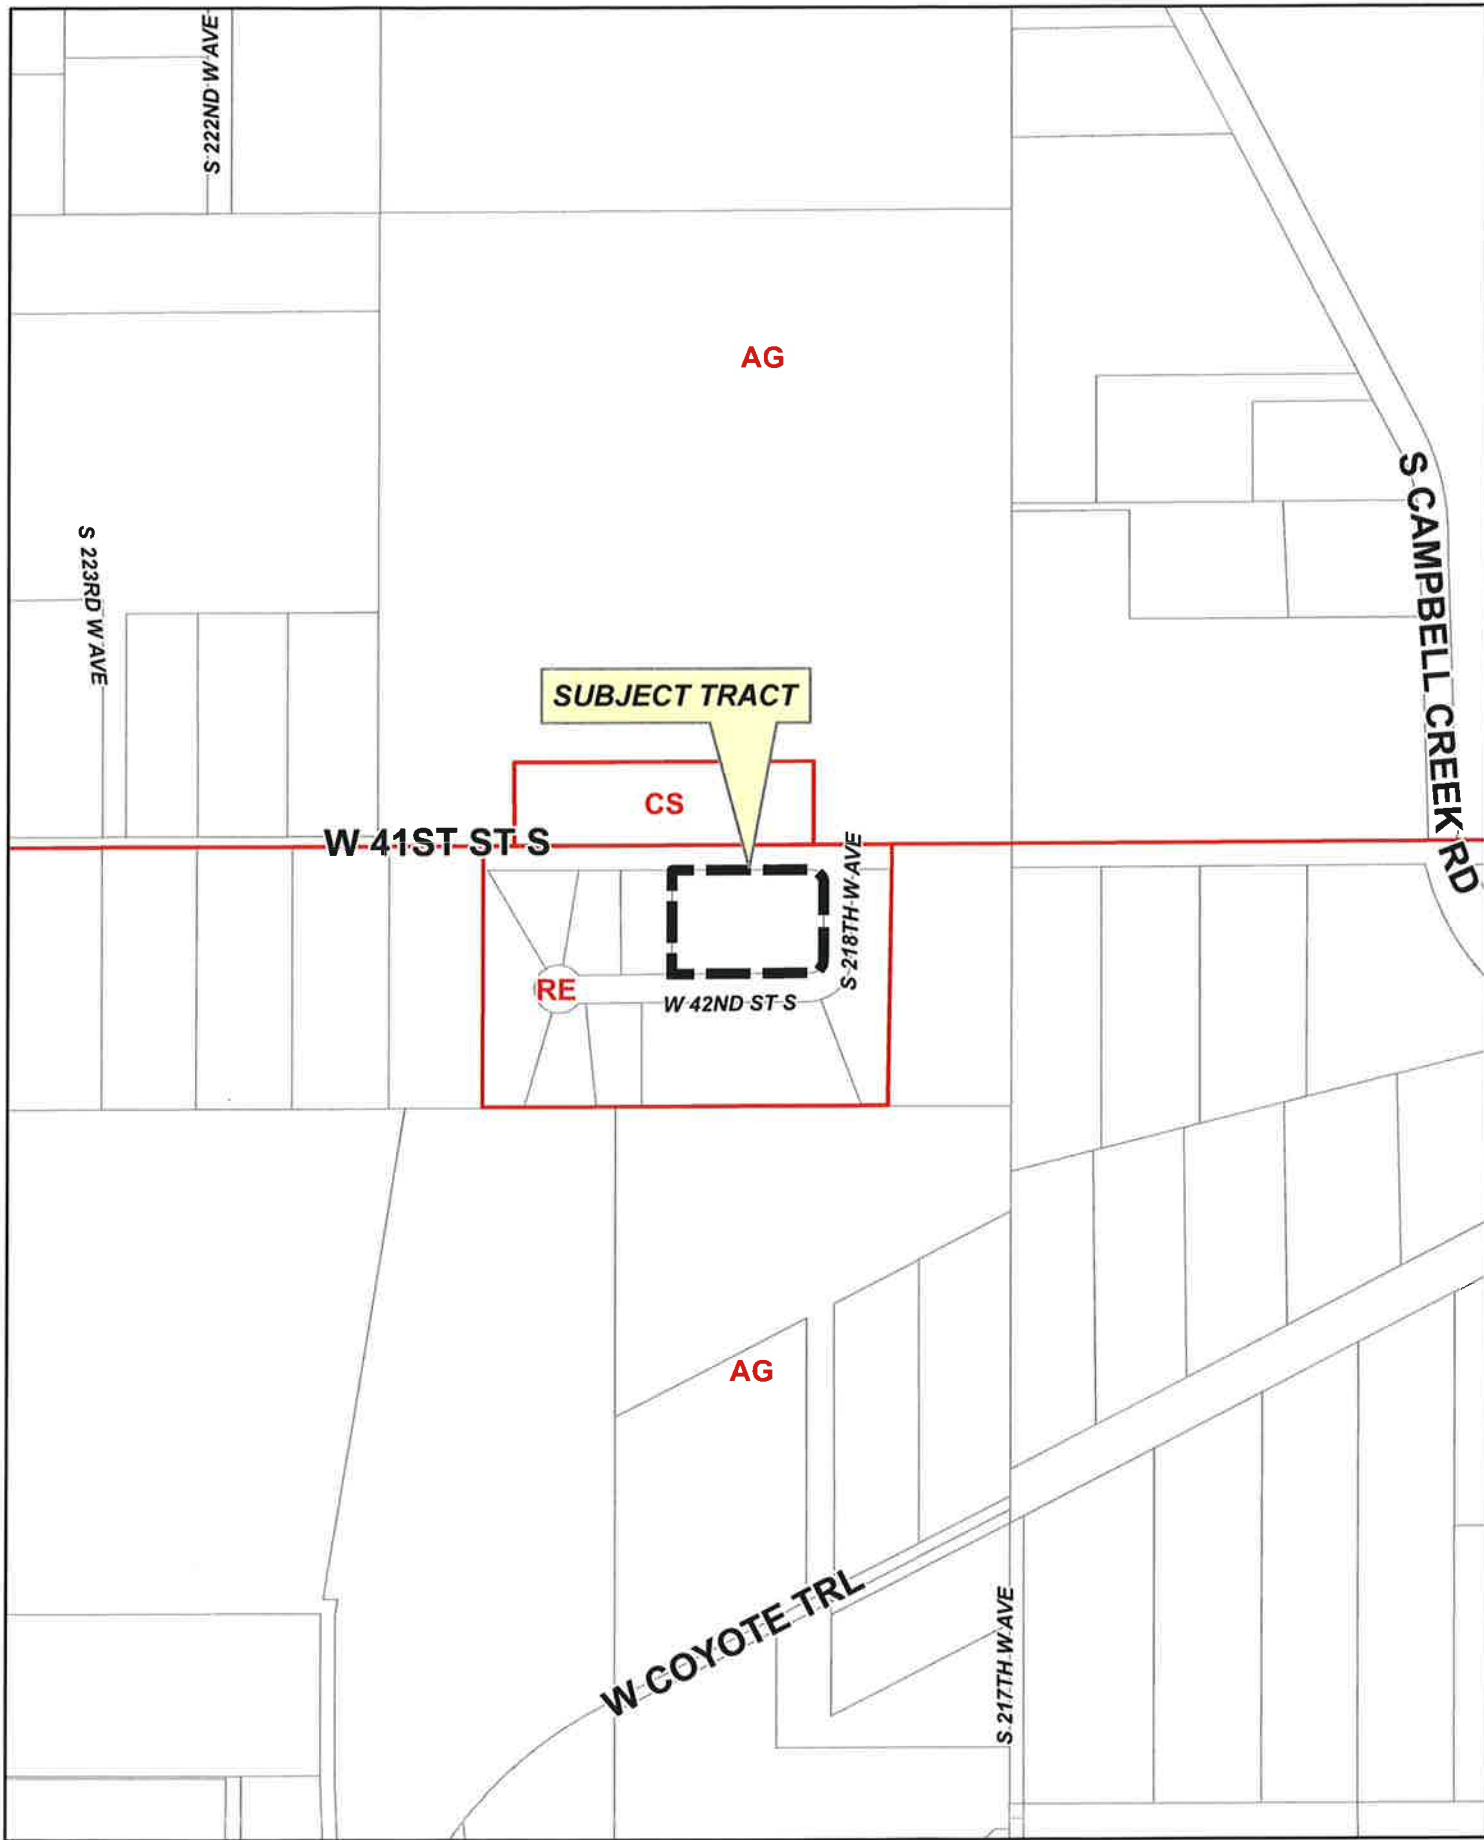 S 222ND W AVE
AG
S CAMPBELL CREEK RD
S 223RD W AVE
SUBJECT TRACT
CS
W 41ST ST S
S 218TH W AVE
RE
W 42ND ST S
AG
W COYOTE TRL
S 217TH W AVE